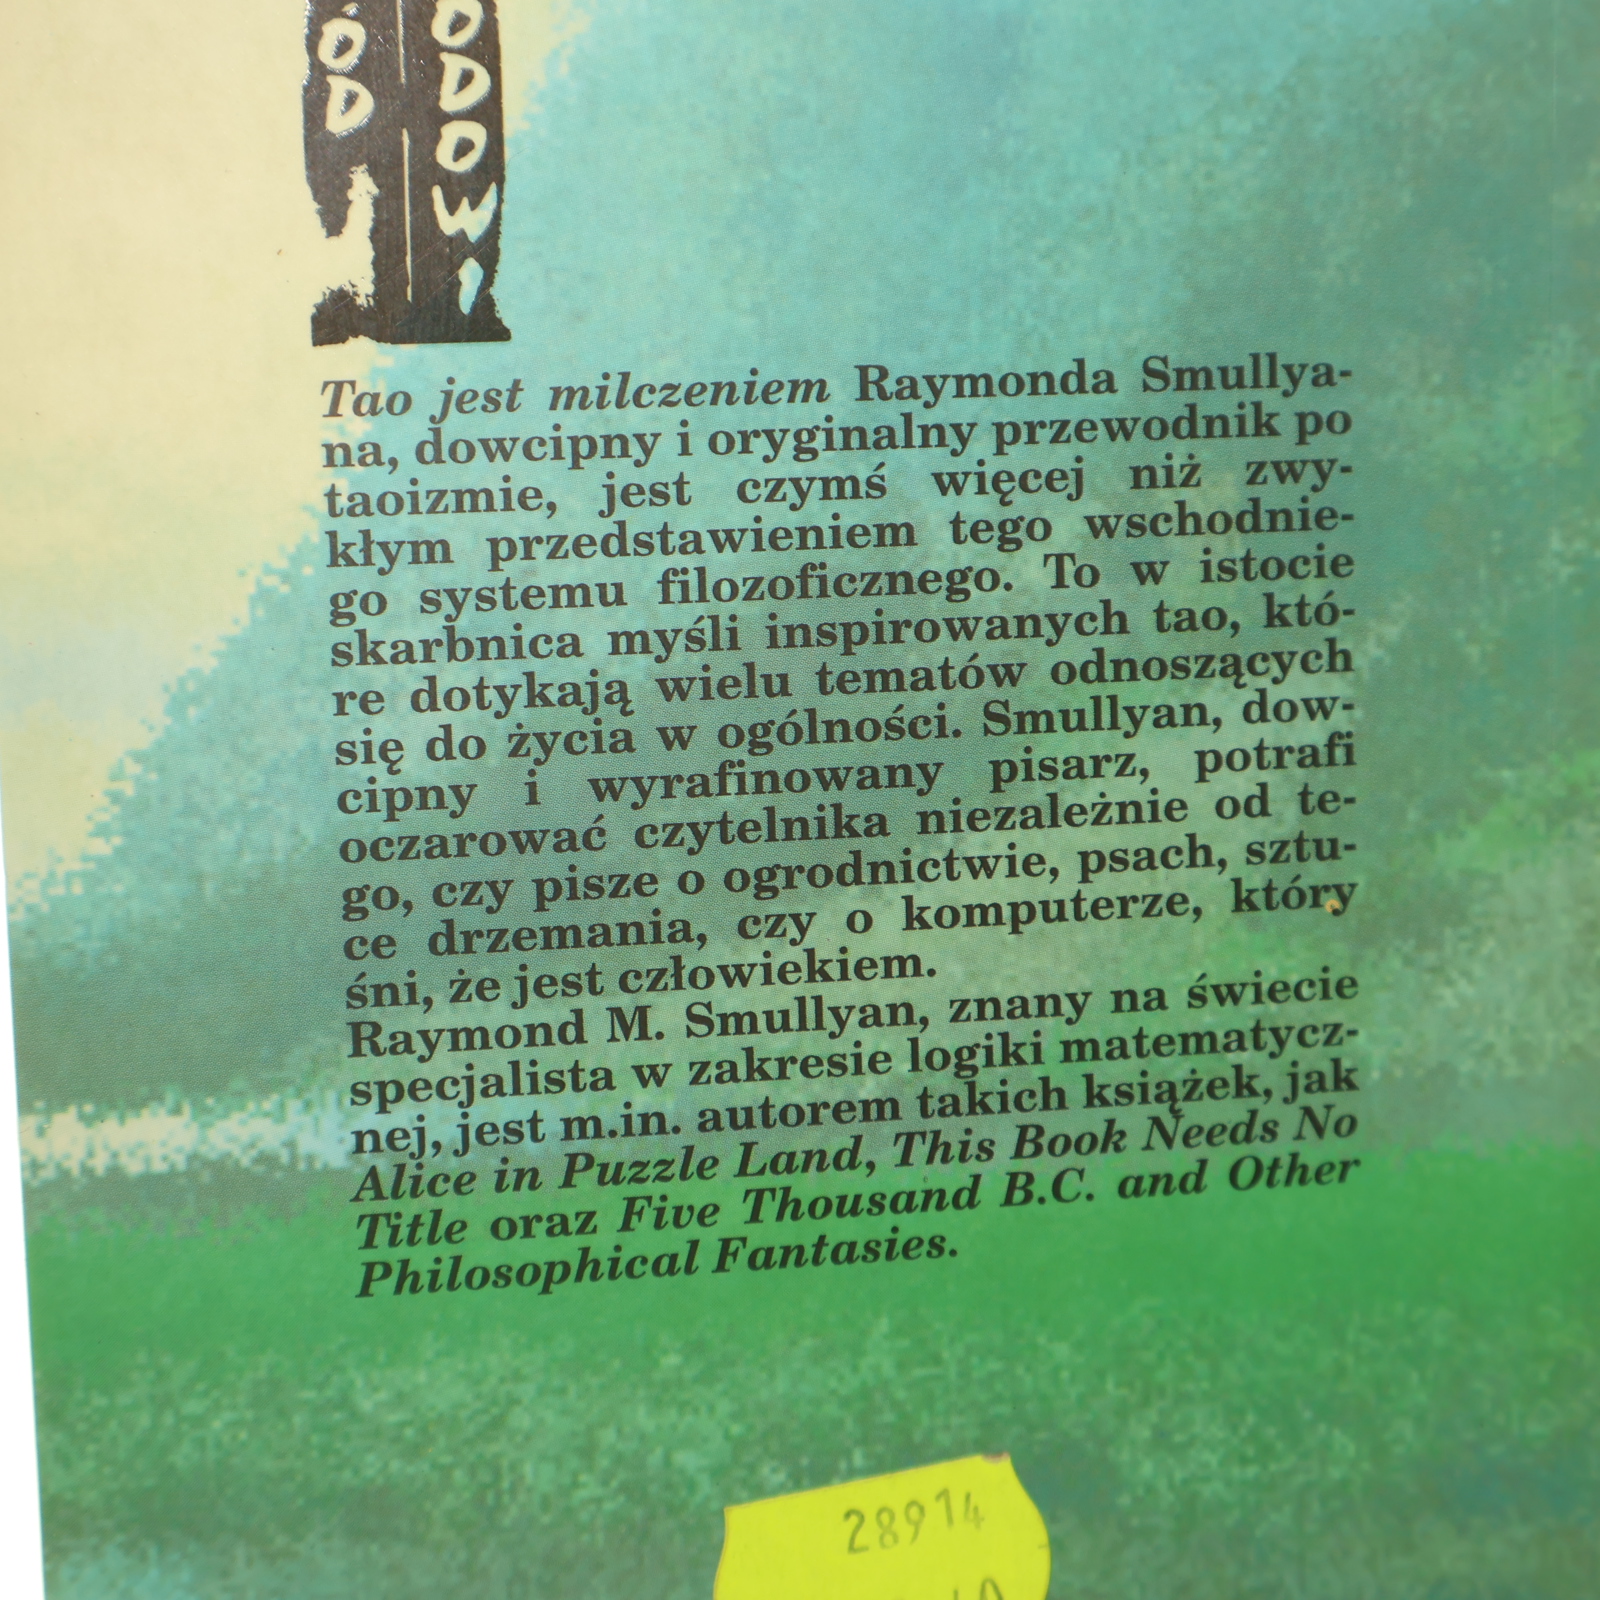 ÓD
ODOWI
Tao jest milczeniem Raymonda Smullya-
na, dowcipny i oryginalny przewodnik po
taoizmie, jest czymś więcej niż zwy-
kłym przedstawieniem tego wschodnie-
go systemu filozoficznego. To w istocie
skarbnica myśli inspirowanych tao, któ-
re dotykają wielu tematów odnoszących
się do życia w ogólności. Smullyan, dow-
cipny i wyrafinowany pisarz, potrafi
oczarować czytelnika niezależnie od te-
go, czy pisze o ogrodnictwie, psach, sztu-
ce drzemania, czy o komputerze, który
śni, że jest człowiekiem.
Raymond M. Smullyan, znany na świecie
specjalista w zakresie logiki matematycz-
nej, jest m.in. autorem takich książek, jak
Alice in Puzzle Land, This Book Needs No
Title oraz Five Thousand B.C. and Other
Philosophical Fantasies.
28914